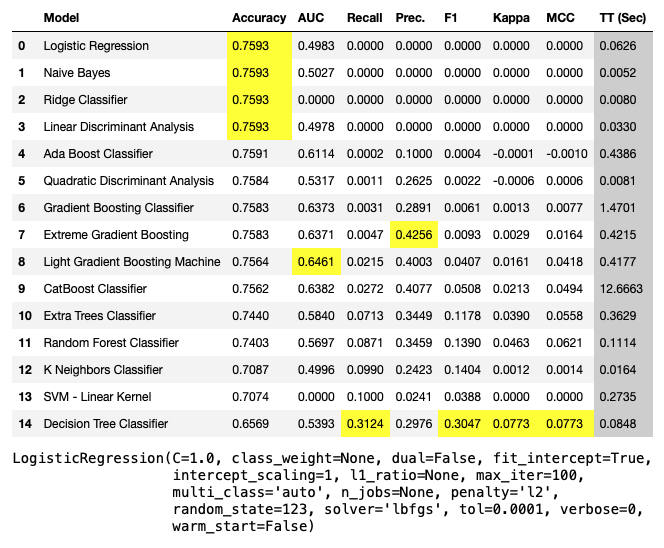 Model Accuracy AUC Recall Prec. F1 Kappa MCC TT (Sec)
0 Logistic Regression 0.7593 0.4983 0.0000 0.0000 0.0000 0.0000 0.0000 0.0626
1 Naive Bayes 0.7593 0.5027 0.0000 0.0000 0.0000 0.0000 0.0000 0.0052
2 Ridge Classifier 0.7593 0.0000 0.0000 0.0000 0.0000 0.0000 0.0000 0.0080
3 Linear Discriminant Analysis 0.7593 0.4978 0.0000 0.0000 0.0000 0.0000 0.0000 0.0330
4 Ada Boost Classifier 0.7591 0.6114 0.0002 0.1000 0.0004 -0.0001 -0.0010 0.4386
5 Quadratic Discriminant Analysis 0.7584 0.5317 0.0011 0.2625 0.0022 -0.0006 0.0006 0.0081
6 Gradient Boosting Classifier 0.7583 0.6373 0.0031 0.2891 0.0061 0.0013 0.0077 1.4701
7 Extreme Gradient Boosting 0.7583 0.6371 0.0047 0.4256 0.0093 0.0029 0.0164 0.4215
8 Light Gradient Boosting Machine 0.7564 0.6461 0.0215 0.4003 0.0407 0.0161 0.0418 0.4177
9 CatBoost Classifier 0.7562 0.6382 0.0272 0.4077 0.0508 0.0213 0.0494 12.6663
10 Extra Trees Classifier 0.7440 0.5840 0.0713 0.3449 0.1178 0.0390 0.0558 0.3629
11 Random Forest Classifier 0.7403 0.5697 0.0871 0.3459 0.1390 0.0463 0.0621 0.1114
12 K Neighbors Classifier 0.7087 0.4996 0.0990 0.2423 0.1404 0.0012 0.0014 0.0164
13 SVM - Linear Kernel 0.7074 0.0000 0.1000 0.0241 0.0388 0.0000 0.0000 0.2735
14 Decision Tree Classifier 0.6569 0.5393 0.3124 0.2976 0.3047 0.0773 0.0773 0.0848
LogisticRegression(C=1.0, class_weight=None, dual=False, fit_intercept=True,
intercept_scaling=1, l1_ratio=None, max_iter=100,
multi_class='auto', n_jobs=None, penalty='l2',
random_state=123, solver='lbfgs', tol=0.0001, verbose=0,
warm_start=False)